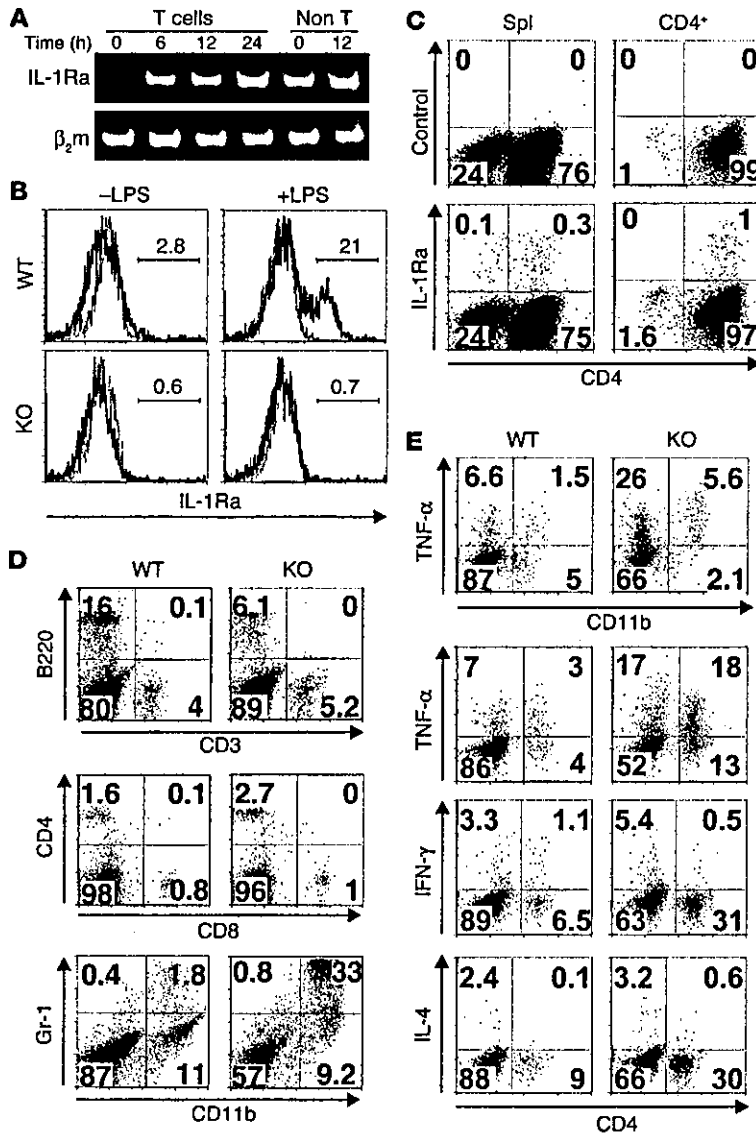 A
T cells Non T
Time (h) 0 6 12 24 0 12
IL-1Ra
β2m
B
–LPS +LPS
WT
2.8 21
KO
0.6 0.7
IL-1Ra
C
Spl CD4+
Control
0 0 0 0
24 76 1 99
IL-1Ra
0.1 0.3 0 1
24 75 1.6 97
CD4
D
WT KO
B220
16 0.1 6.1 0
80 4 89 5.2
CD3
CD4
1.6 0.1 2.7 0
98 0.8 96 1
CD8
Gr-1
0.4 1.8 0.8 33
87 11 57 9.2
CD11b
E
WT KO
TNF-α
6.6 1.5 26 5.6
87 5 66 2.1
CD11b
TNF-α
7 3 17 18
86 4 52 13
IFN-γ
3.3 1.1 5.4 0.5
89 6.5 63 31
IL-4
2.4 0.1 3.2 0.6
88 9 66 30
CD4